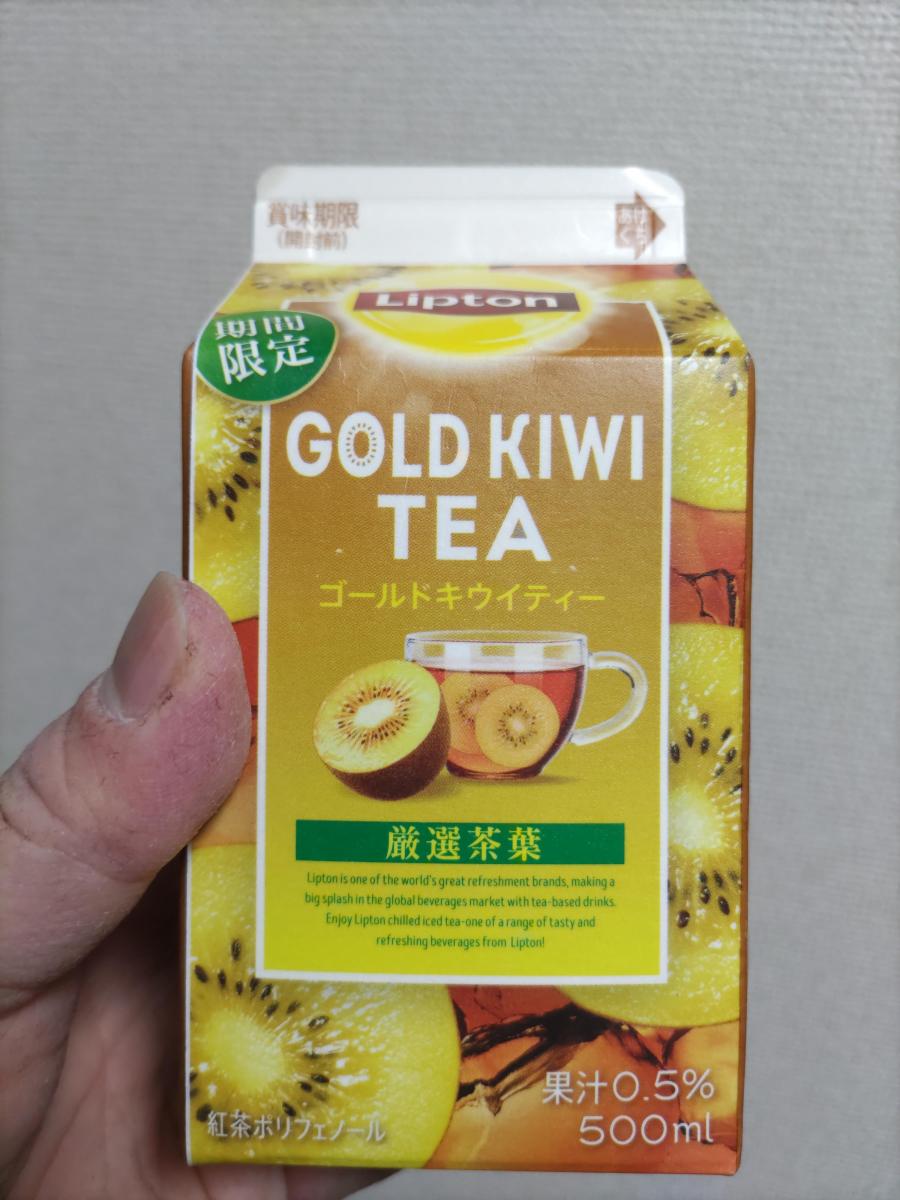 賞味期限
(開封前)
あけ
ぐち
Lipton
期間
限定
GOLD KIWI
TEA
ゴールドキウイティー
厳選茶葉
Lipton is one of the world's great refreshment brands, making a
big splash in the global beverages market with tea-based drinks.
Enjoy Lipton chilled iced tea-one of a range of tasty and
refreshing beverages from Lipton!
果汁0.5%
紅茶ポリフェノール
500ml